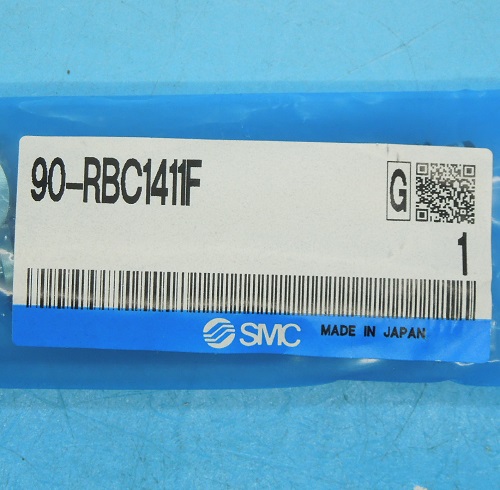 90-RBC1411F
G
1
SMC MADE IN JAPAN